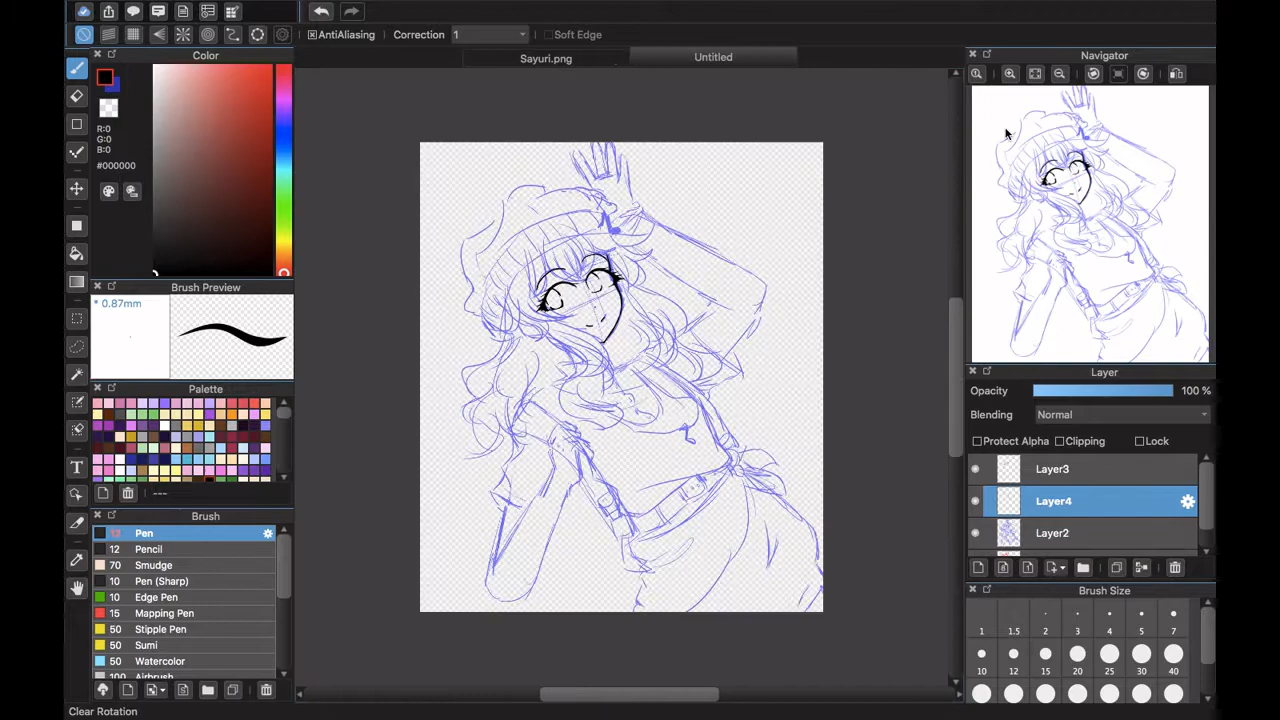 AntiAliasing Correction 1 Soft Edge
Color
Sayuri.png
Untitled
Navigator
R:0
G:0
B:0
#000000
Brush Preview
* 0.87mm
Palette
---
Layer
Opacity 100 %
Blending Normal
Protect Alpha Clipping Lock
Layer3
Layer4
Layer2
Brush
12 Pen
12 Pencil
70 Smudge
10 Pen (Sharp)
10 Edge Pen
15 Mapping Pen
50 Stipple Pen
50 Sumi
50 Watercolor
100 Airbrush
Brush Size
1 1.5 2 3 4 5 7
10 12 15 20 25 30 40
Clear Rotation
T